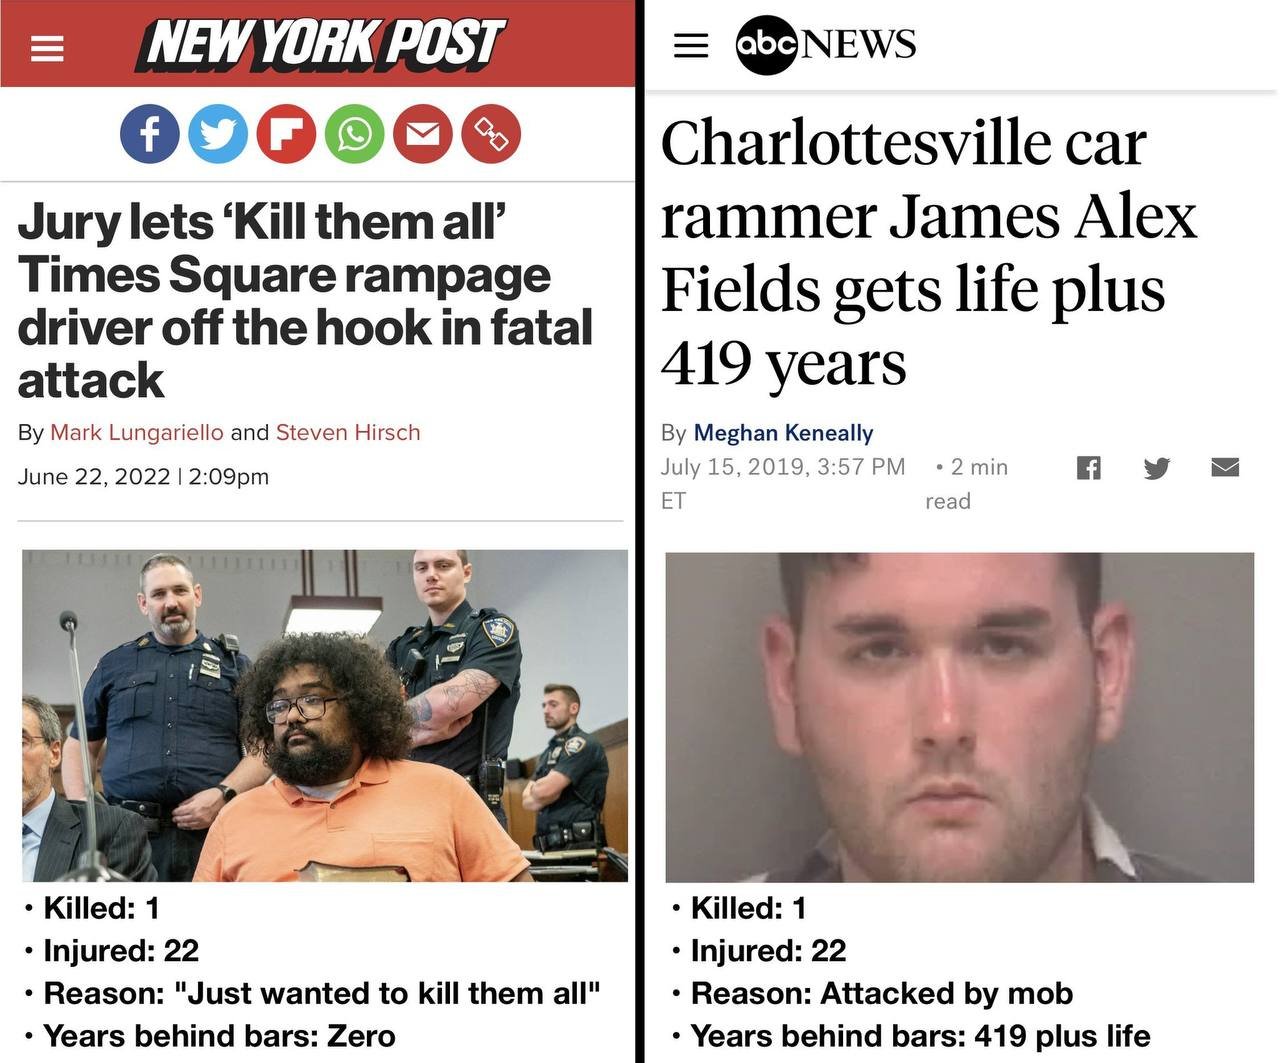 NEW YORK POST
Jury lets ‘Kill them all’
Times Square rampage
driver off the hook in fatal
attack
By Mark Lungariello and Steven Hirsch
June 22, 2022 | 2:09pm
• Killed: 1
• Injured: 22
• Reason: "Just wanted to kill them all"
• Years behind bars: Zero
abc NEWS
Charlottesville car
rammer James Alex
Fields gets life plus
419 years
By Meghan Keneally
July 15, 2019, 3:57 PM ET
• 2 min read
• Killed: 1
• Injured: 22
• Reason: Attacked by mob
• Years behind bars: 419 plus life